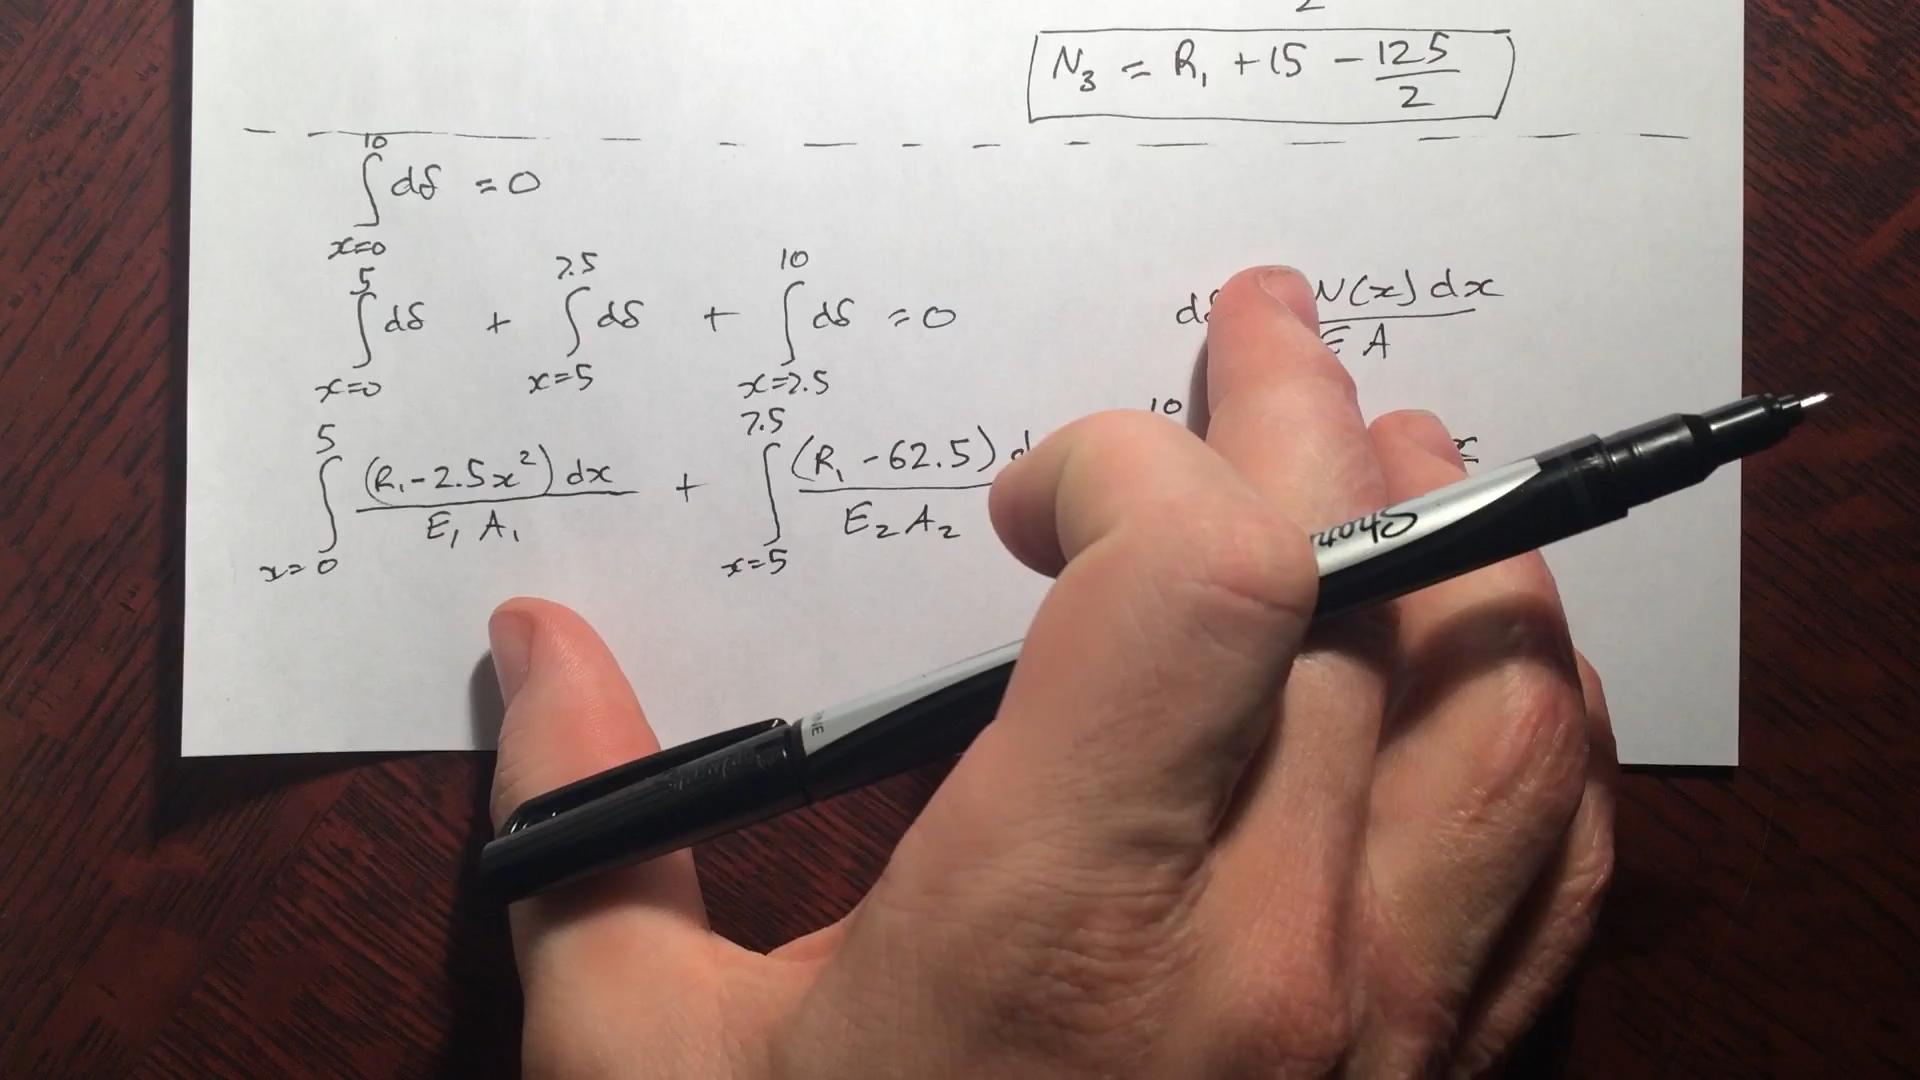 2
N₃ = R₁ + 15 - 125/2
∫_{x=0}^{10} dδ = 0
∫_{x=0}^{5} dδ + ∫_{x=5}^{7.5} dδ + ∫_{x=7.5}^{10} dδ = 0
N(x) dx / E A
∫_{x=0}^{5} (R₁ - 2.5x²) dx / E₁ A₁ + ∫_{x=5}^{7.5} (R₁ - 62.5) d / E₂ A₂
10